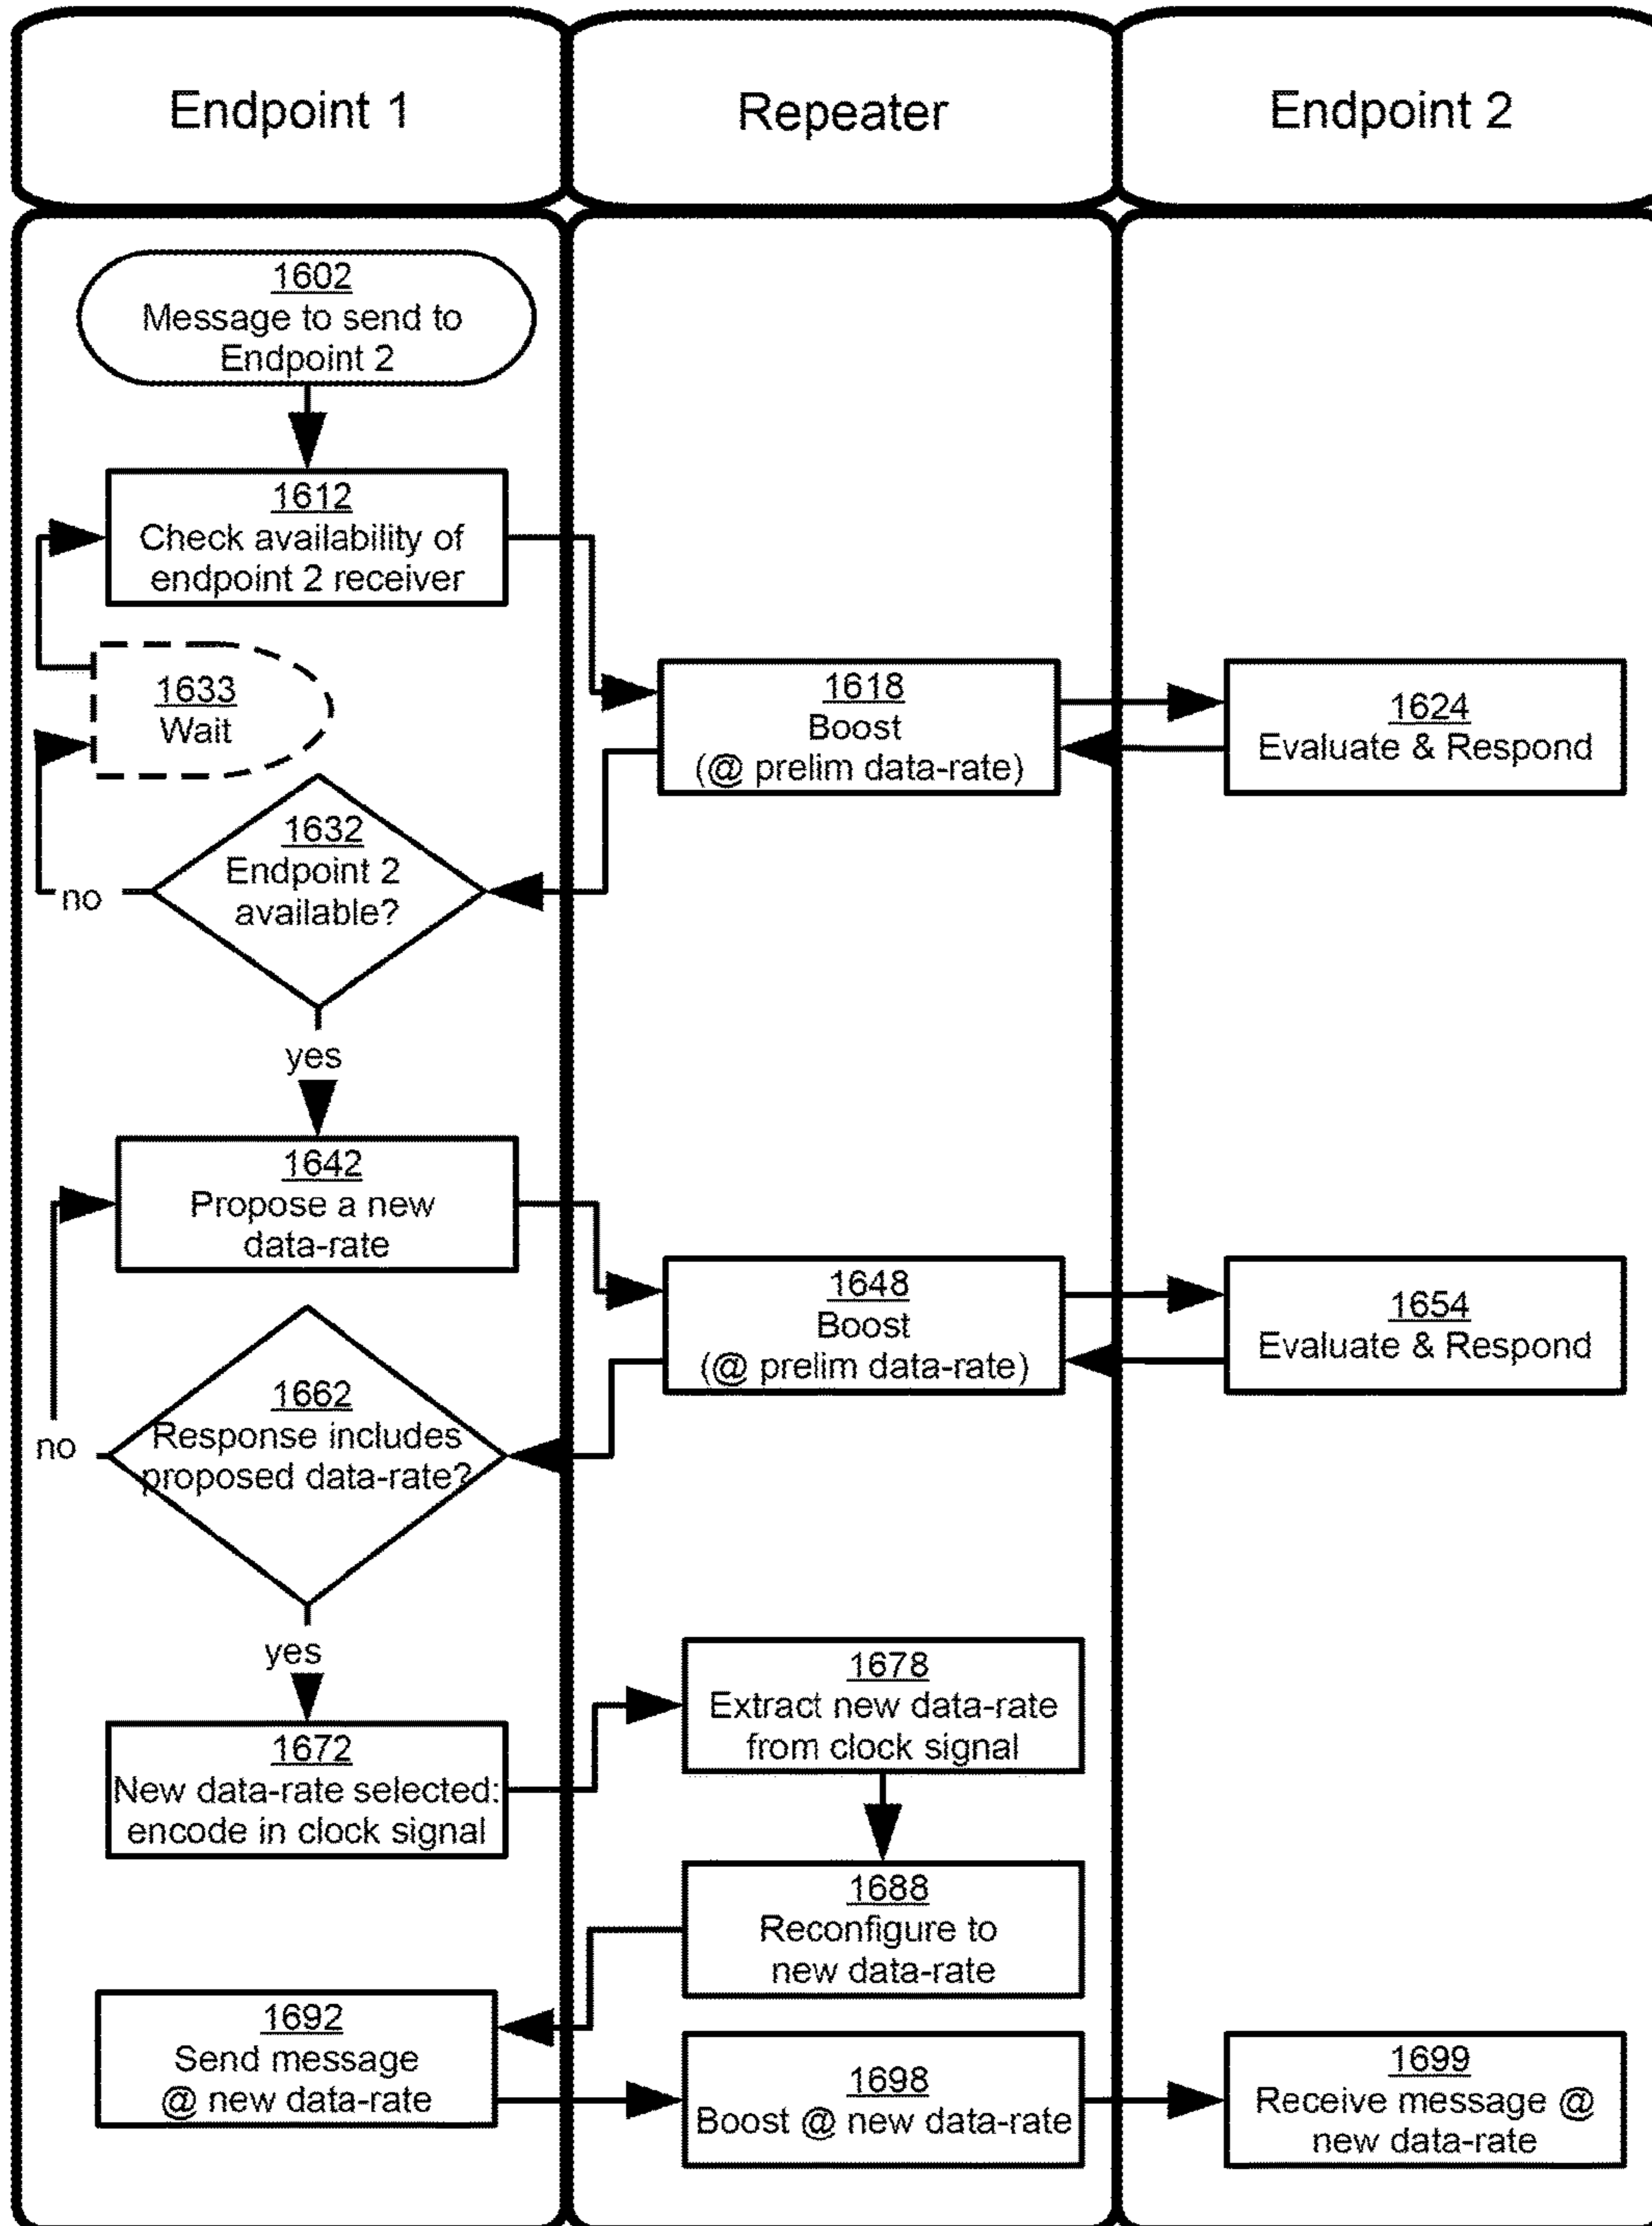 Endpoint 1
Repeater
Endpoint 2
1602
Message to send to
Endpoint 2
1612
Check availability of
endpoint 2 receiver
1633
Wait
1618
Boost
(@ prelim data-rate)
1624
Evaluate & Respond
1632
Endpoint 2
available?
no
yes
1642
Propose a new
data-rate
1648
Boost
(@ prelim data-rate)
1654
Evaluate & Respond
1662
Response includes
proposed data-rate?
no
yes
1672
New data-rate selected:
encode in clock signal
1678
Extract new data-rate
from clock signal
1688
Reconfigure to
new data-rate
1692
Send message
@ new data-rate
1698
Boost @ new data-rate
1699
Receive message @
new data-rate